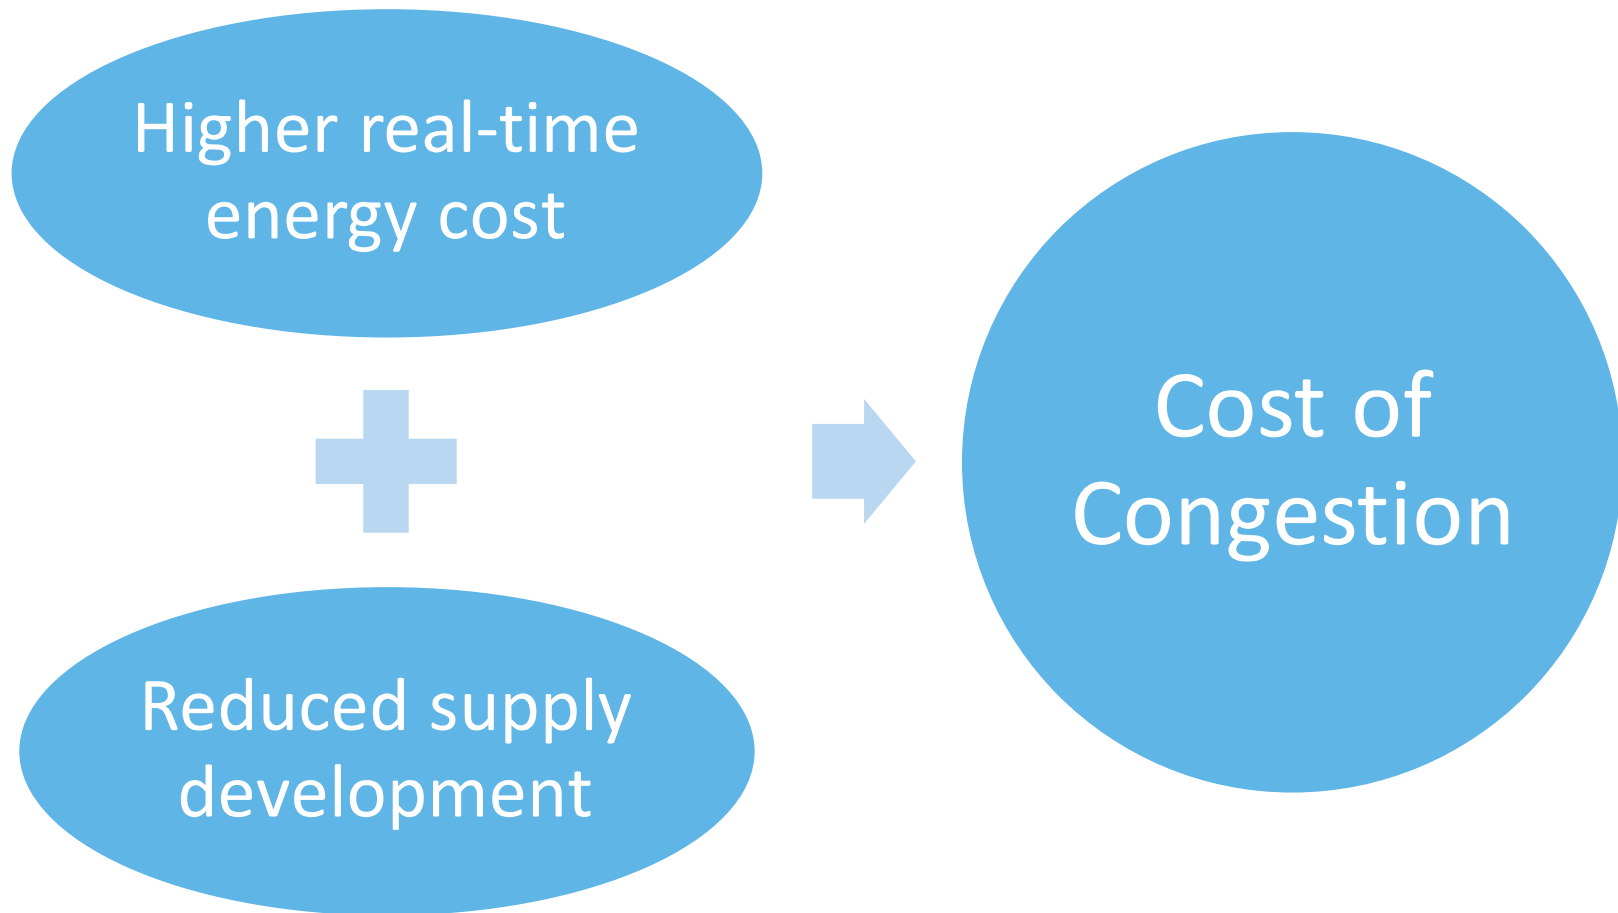 Higher real-time
energy cost
Reduced supply
development
Cost of
Congestion